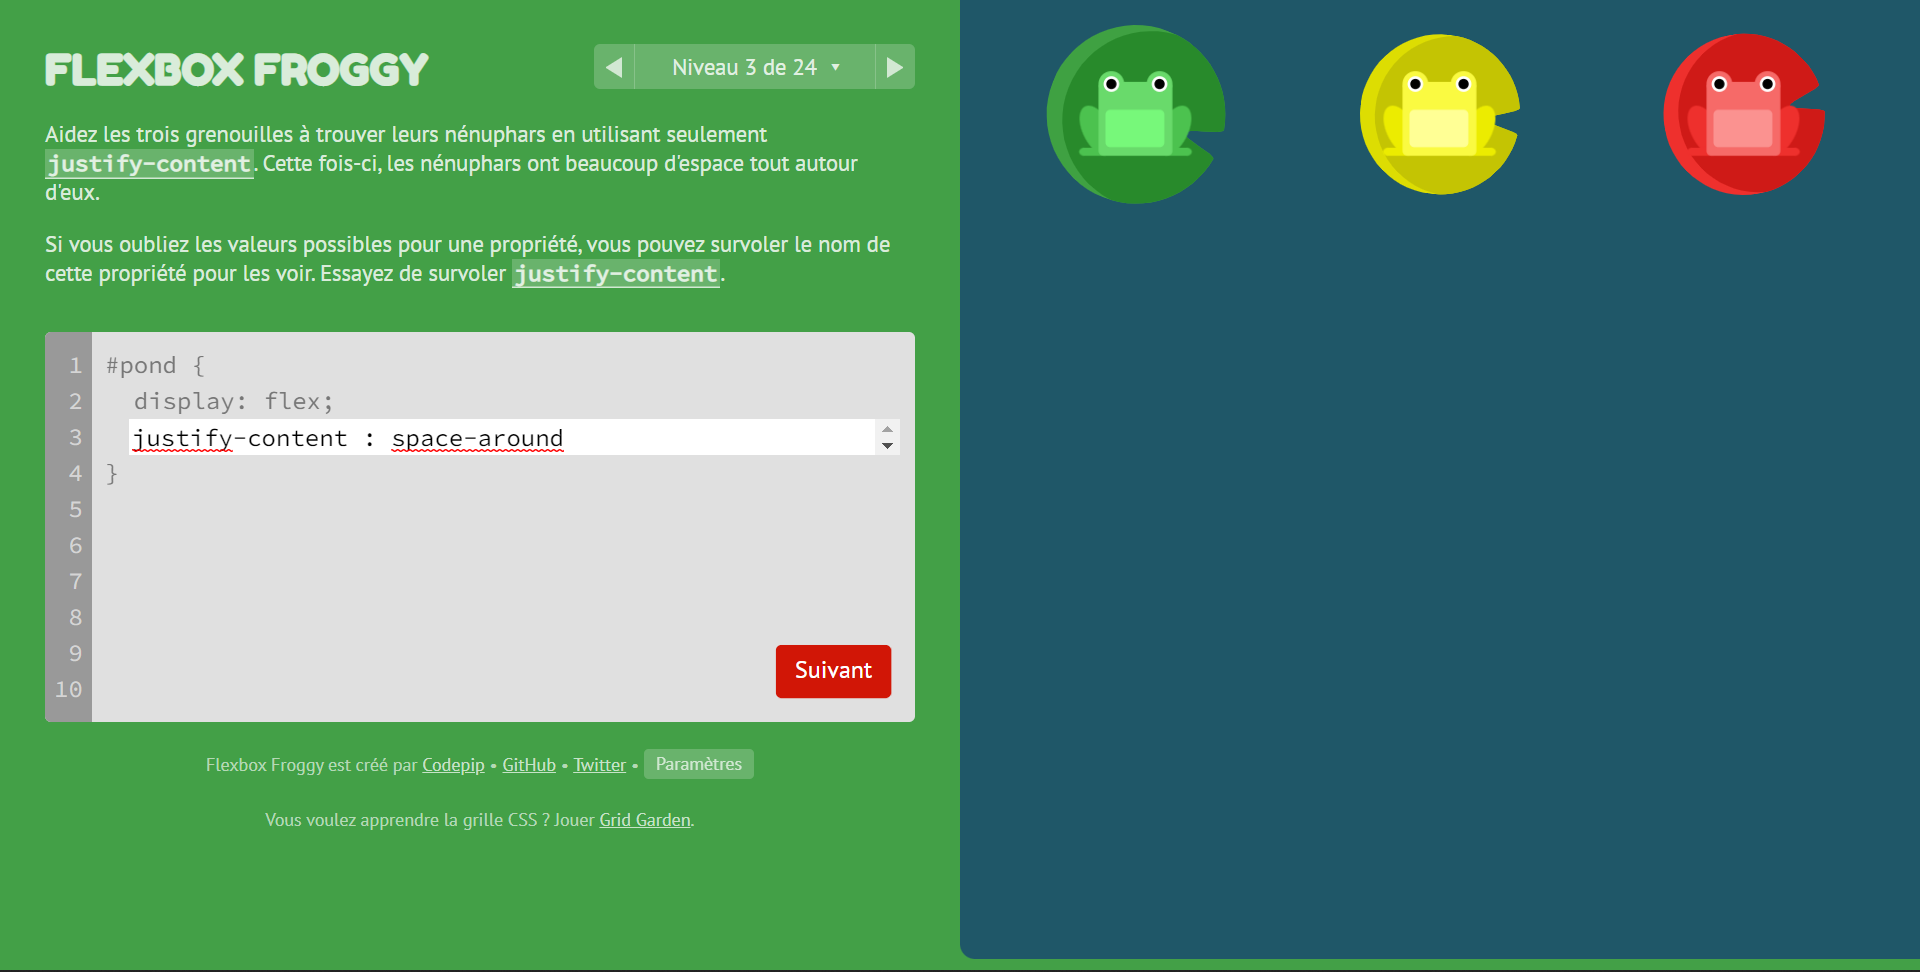 FLEXBOX FROGGY
Niveau 3 de 24
Aidez les trois grenouilles à trouver leurs nénuphars en utilisant seulement
justify-content. Cette fois-ci, les nénuphars ont beaucoup d'espace tout autour
d'eux.
Si vous oubliez les valeurs possibles pour une propriété, vous pouvez survoler le nom de
cette propriété pour les voir. Essayez de survoler justify-content.
1 #pond {
2 display: flex;
3 justify-content : space-around
4 }
5
6
7
8
9
10
Suivant
Flexbox Froggy est créé par Codepip • GitHub • Twitter • Paramètres
Vous voulez apprendre la grille CSS ? Jouer Grid Garden.